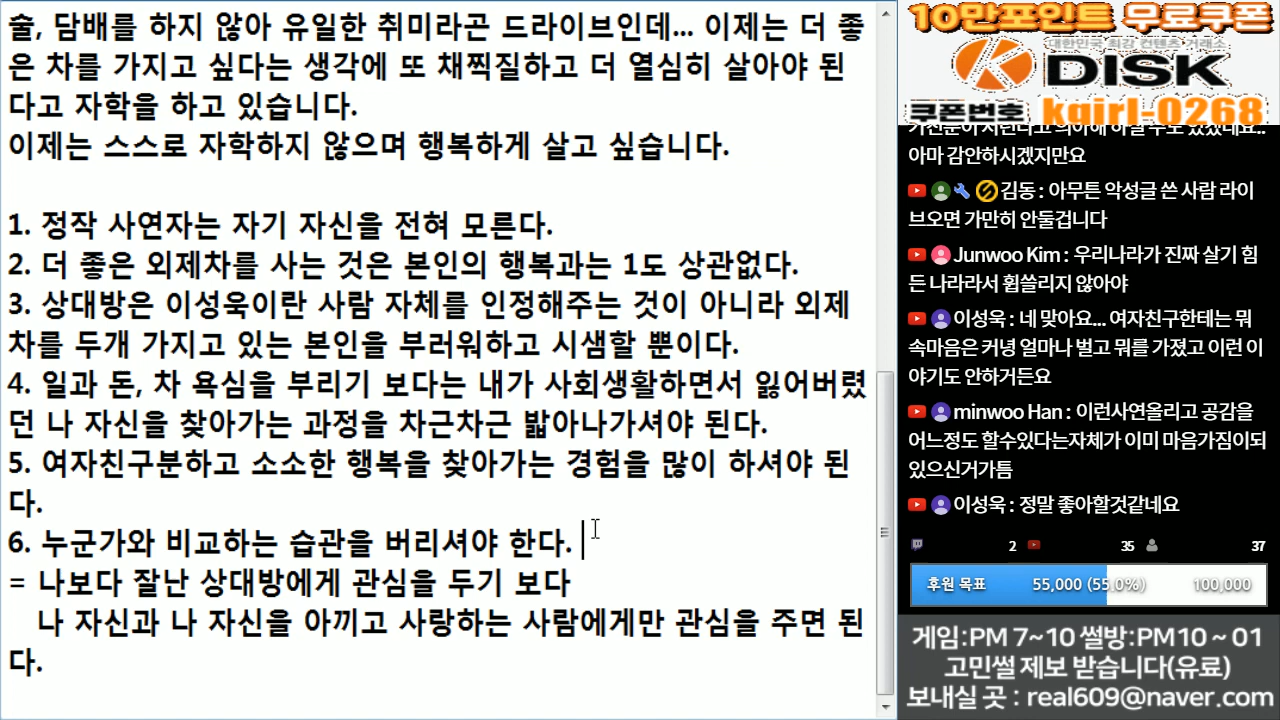 술, 담배를 하지 않아 유일한 취미라곤 드라이브인데... 이제는 더 좋
은 차를 가지고 싶다는 생각에 또 채찍질하고 더 열심히 살아야 된
다고 자학을 하고 있습니다.
이제는 스스로 자학하지 않으며 행복하게 살고 싶습니다.
1. 정작 사연자는 자기 자신을 전혀 모른다.
2. 더 좋은 외제차를 사는 것은 본인의 행복과는 1도 상관없다.
3. 상대방은 이성욱이란 사람 자체를 인정해주는 것이 아니라 외제
차를 두개 가지고 있는 본인을 부러워하고 시샘할 뿐이다.
4. 일과 돈, 차 욕심을 부리기 보다는 내가 사회생활하면서 잃어버렸
던 나 자신을 찾아가는 과정을 차근차근 밟아나가셔야 된다.
5. 여자친구분하고 소소한 행복을 찾아가는 경험을 많이 하셔야 된
다.
6. 누군가와 비교하는 습관을 버리셔야 한다.
= 나보다 잘난 상대방에게 관심을 두기 보다
나 자신과 나 자신을 아끼고 사랑하는 사람에게만 관심을 주면 된
다.
10만포인트 무료쿠폰
대한민국 최강 컨텐츠 거래소
K DISK
쿠폰번호 kgirl-0268
아마 감안하시겠지만요
김동 : 아무튼 악성글 쓴 사람 라이
브오면 가만히 안둘겁니다
Junwoo Kim : 우리나라가 진짜 살기 힘
든 나라라서 휩쓸리지 않아야
이성욱 : 네 맞아요... 여자친구한테는 뭐
속마음은 커녕 얼마나 벌고 뭐를 가졌고 이런 이
야기도 안하거든요
minwoo Han : 이런사연올리고 공감을
어느정도 할수있다는자체가 이미 마음가짐이되
있으신거가틈
이성욱 : 정말 좋아할것같네요
2 35 37
후원 목표 55,000 (55.0%) 100,000
게임:PM 7~10 썰방:PM10 ~ 01
고민썰 제보 받습니다(유료)
보내실 곳 : real609@naver.com